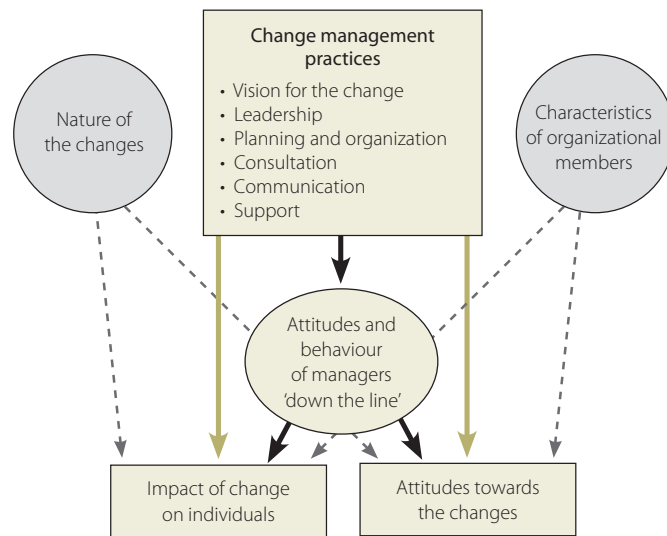 Change management
practices
• Vision for the change
• Leadership
• Planning and organization
• Consultation
• Communication
• Support
Nature of
the changes
Characteristics
of organizational
members
Attitudes and
behaviour
of managers
‘down the line’
Impact of change
on individuals
Attitudes towards
the changes